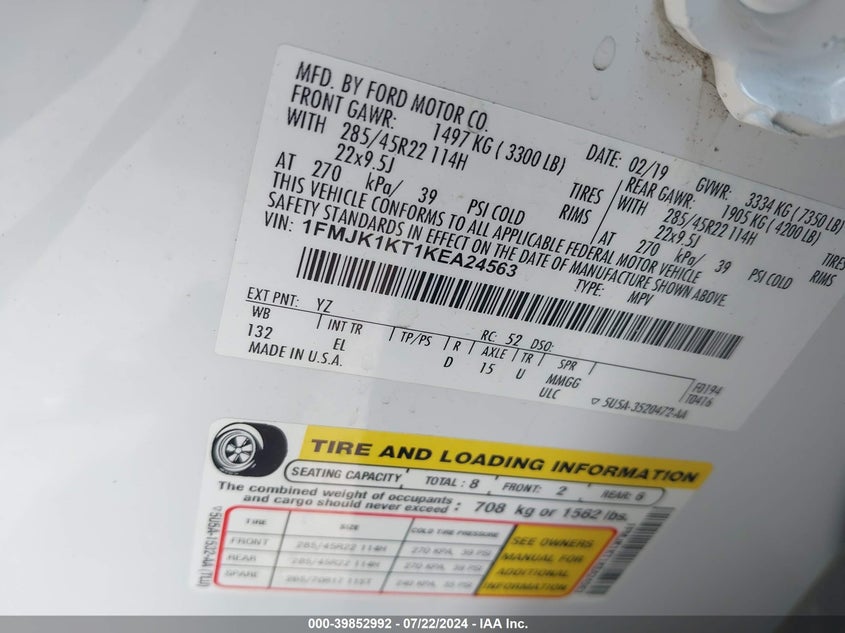 MFD. BY FORD MOTOR CO.
DATE: 02/19 GVWR: 3334 KG ( 7350 LB)
FRONT GAWR: 1497 KG ( 3300 LB)
REAR GAWR: 1905 KG ( 4200 LB)
WITH 285/45R22 114H TIRES
WITH 285/45R22 114H TIRES
22x9.5J RIMS
22x9.5J RIMS
AT 270 kPa/ 39 PSI COLD
AT 270 kPa/ 39 PSI COLD
THIS VEHICLE CONFORMS TO ALL APPLICABLE FEDERAL MOTOR VEHICLE
SAFETY STANDARDS IN EFFECT ON THE DATE OF MANUFACTURE SHOWN ABOVE.
VIN: 1FMJK1KT1KEA24563
TYPE: MPV
EXT PNT: YZ RC: 52 DSO:
WB INT TR TP/PS R AXLE TR SPR
132 EL D 15 U MMGG
ULC
MADE IN U.S.A.
F0194
T0416
5U5A-3520472-AA
TIRE AND LOADING INFORMATION
SEATING CAPACITY TOTAL : 8 FRONT: 2 REAR: 6
The combined weight of occupants
and cargo should never exceed : 708 kg or 1562 lbs.
TIRE SIZE COLD TIRE PRESSURE
FRONT 285/45R22 114H 270 KPA, 39 PSI
REAR 285/45R22 114H 270 KPA, 39 PSI
SPARE
SEE OWNERS
MANUAL FOR
ADDITIONAL
INFORMATION
5U5A-1532-AA
000-39852992 - 07/22/2024 - IAA Inc.